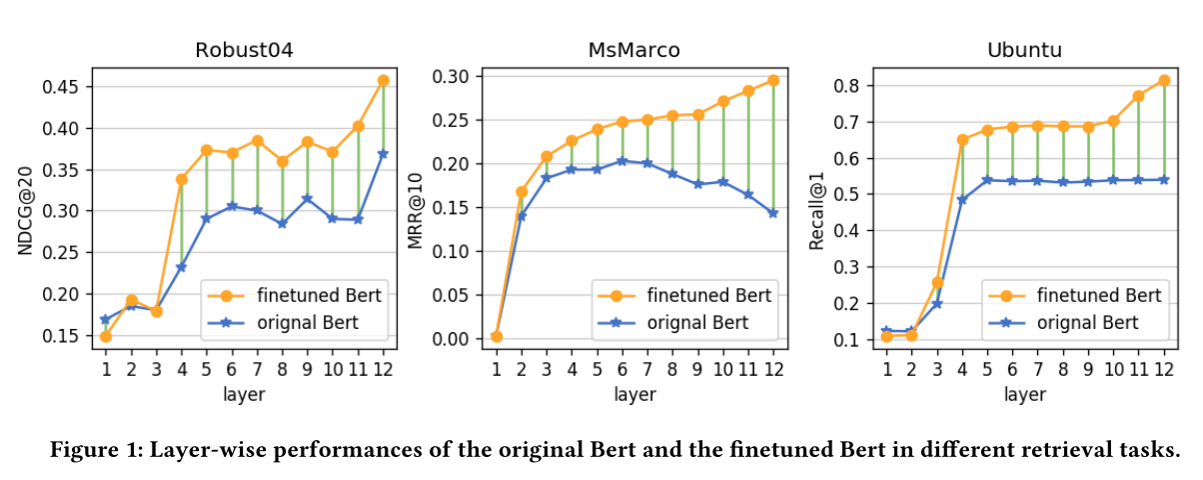 Robust04
NDCG@20
0.45
0.40
0.35
0.30
0.25
0.20
0.15
finetuned Bert
orignal Bert
1 2 3 4 5 6 7 8 9 10 11 12
layer
MsMarco
MRR@10
0.30
0.25
0.20
0.15
0.10
0.05
0.00
finetuned Bert
orignal Bert
1 2 3 4 5 6 7 8 9 10 11 12
layer
Ubuntu
Recall@1
0.8
0.7
0.6
0.5
0.4
0.3
0.2
0.1
finetuned Bert
orignal Bert
1 2 3 4 5 6 7 8 9 10 11 12
layer
Figure 1: Layer-wise performances of the original Bert and the finetuned Bert in different retrieval tasks.